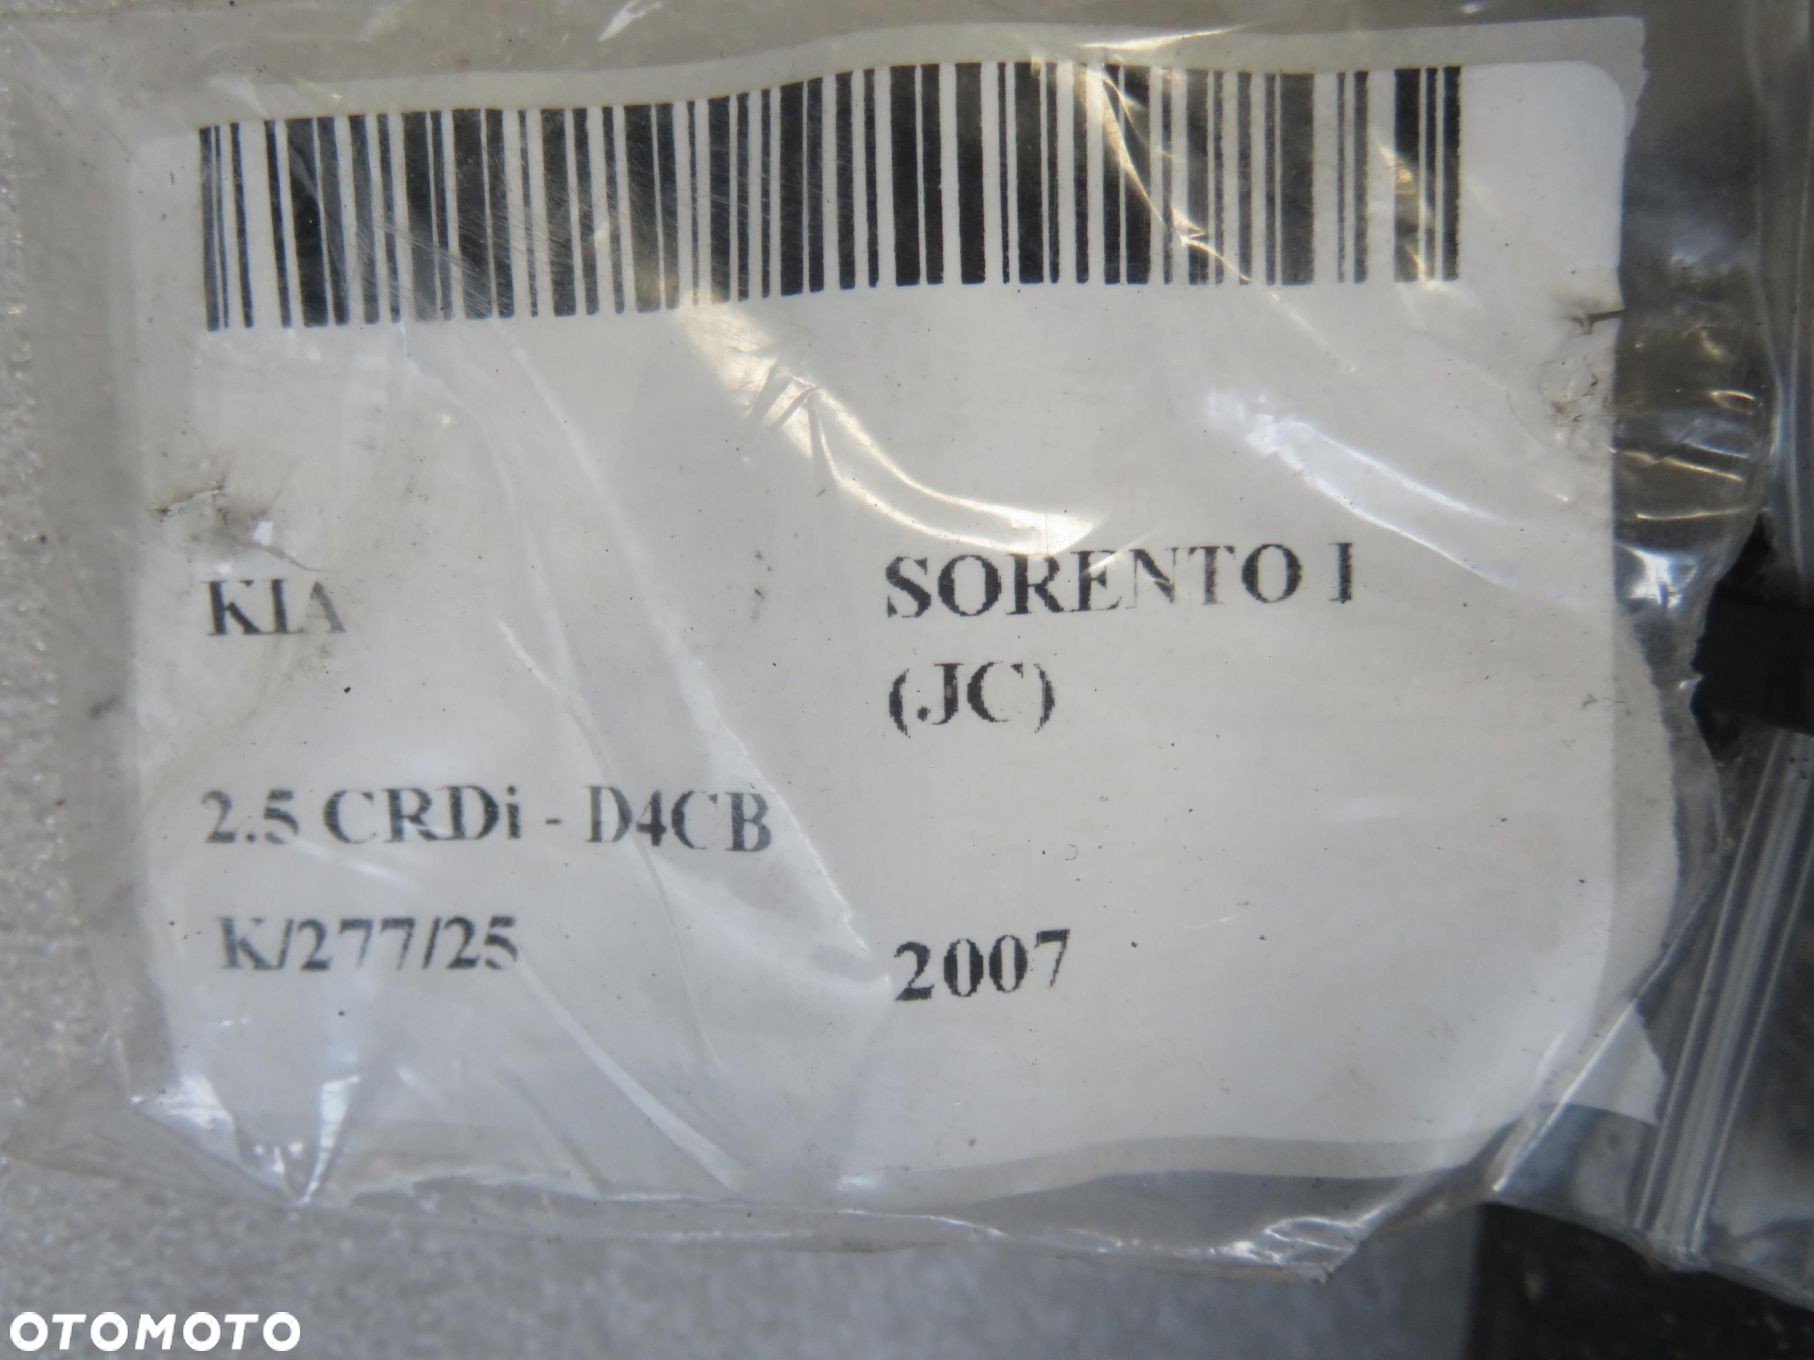 KIA SORENTO I
(JC)
2.5 CRDi - D4CB
K/277/25 2007
OTOMOTO